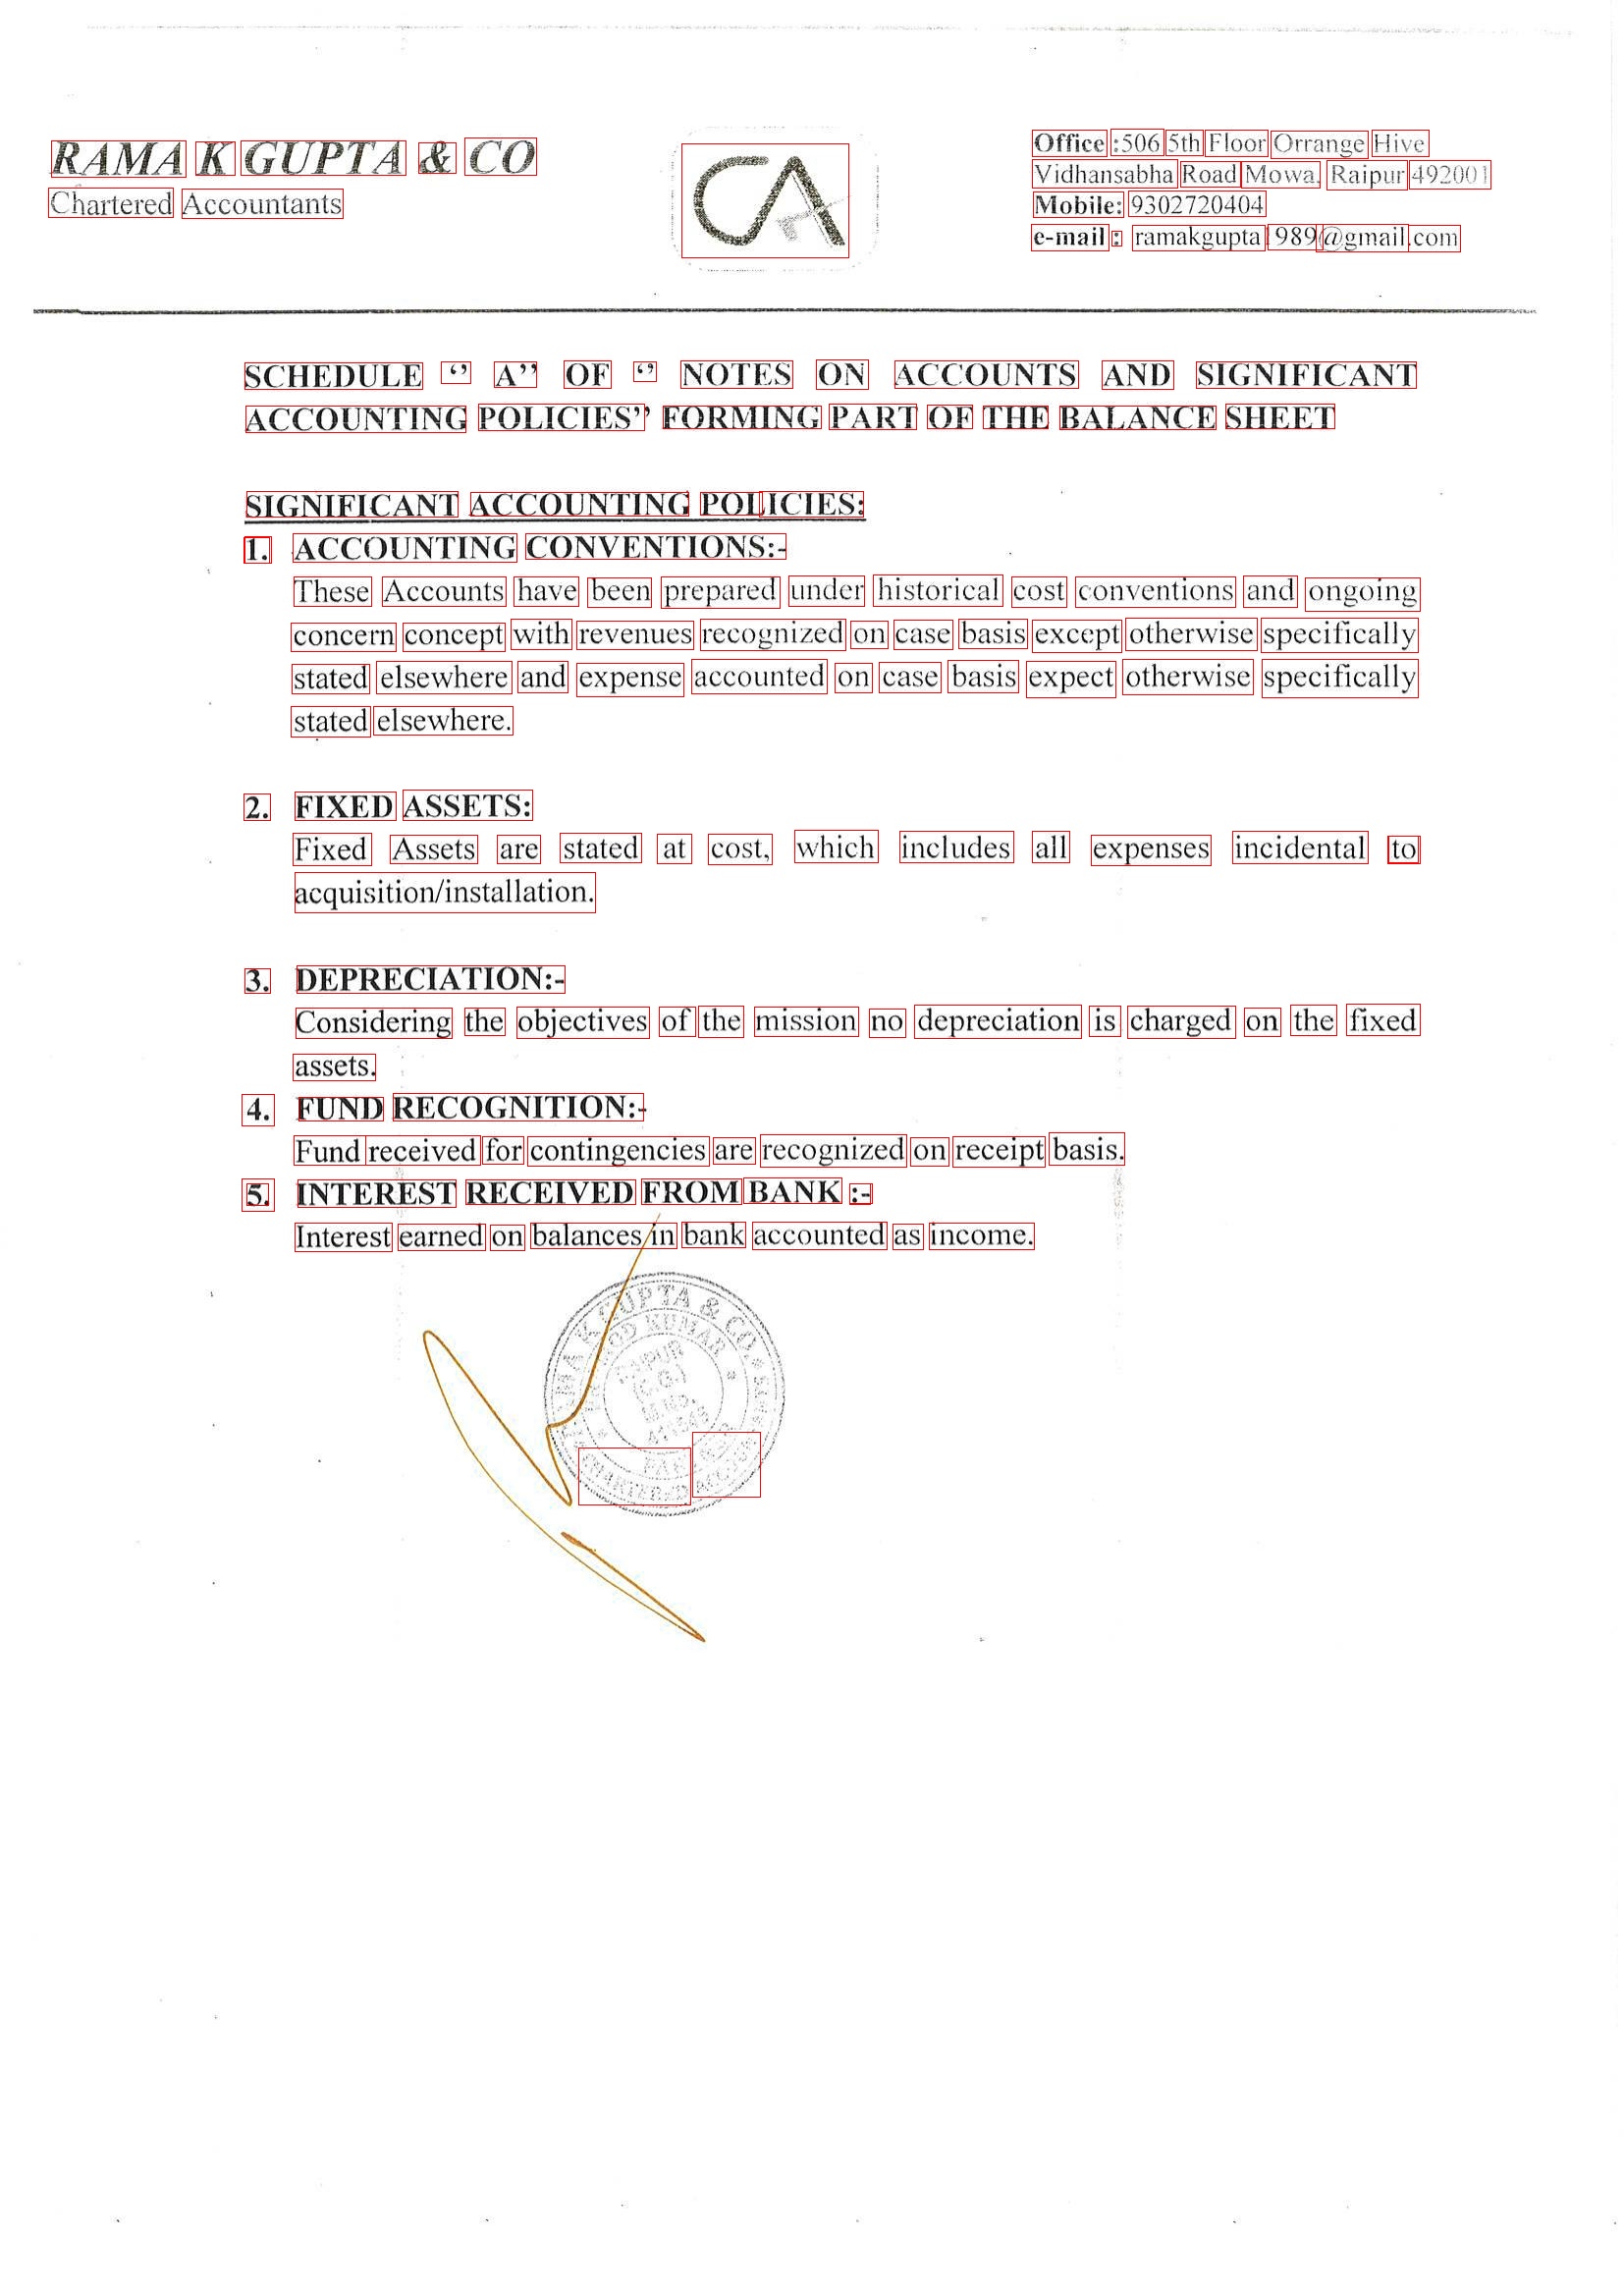 RAMA K GUPTA & CO
Chartered Accountants
CA
Office :506 5th Floor Orrange Hive
Vidhansabha Road Mowa, Raipur 492001
Mobile: 9302720404
e-mail : ramakgupta1989@gmail.com
SCHEDULE “ A” OF “ NOTES ON ACCOUNTS AND SIGNIFICANT
ACCOUNTING POLICIES” FORMING PART OF THE BALANCE SHEET
SIGNIFICANT ACCOUNTING POLICIES:
1. ACCOUNTING CONVENTIONS:-
These Accounts have been prepared under historical cost conventions and ongoing
concern concept with revenues recognized on case basis except otherwise specifically
stated elsewhere and expense accounted on case basis expect otherwise specifically
stated elsewhere.
2. FIXED ASSETS:
Fixed Assets are stated at cost, which includes all expenses incidental to
acquisition/installation.
3. DEPRECIATION:-
Considering the objectives of the mission no depreciation is charged on the fixed
assets.
4. FUND RECOGNITION:-
Fund received for contingencies are recognized on receipt basis.
5. INTEREST RECEIVED FROM BANK :-
Interest earned on balances in bank accounted as income.
K GUPTA & CO.
KUMAR
CHARTERED